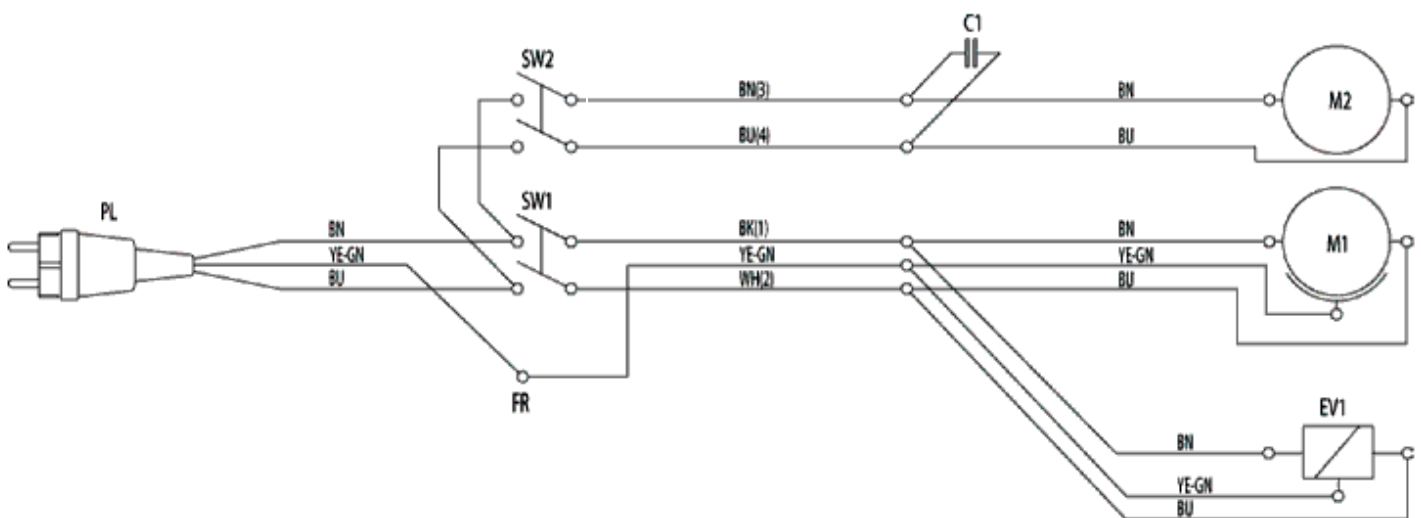 C1
SW2
BN(3) BN
M2
BU(4) BU
PL
SW1
BN BK(1) BN
M1
YE-GN YE-GN YE-GN
BU WH(2) BU
FR
EV1
BN
YE-GN
BU